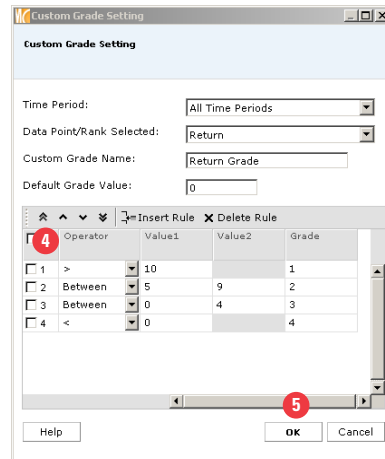 Custom Grade Setting
Custom Grade Setting
Time Period: All Time Periods
Data Point/Rank Selected: Return
Custom Grade Name: Return Grade
Default Grade Value: 0
Insert Rule Delete Rule
4 Operator Value1 Value2 Grade
1 > 10 1
2 Between 5 9 2
3 Between 0 4 3
4 < 0 4
5
Help OK Cancel